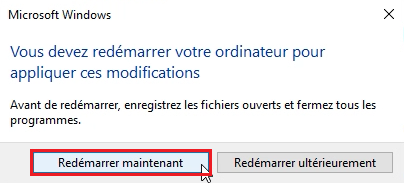 Microsoft Windows
Vous devez redémarrer votre ordinateur pour
appliquer ces modifications
Avant de redémarrer, enregistrez les fichiers ouverts et fermez tous les
programmes.
Redémarrer maintenant
Redémarrer ultérieurement